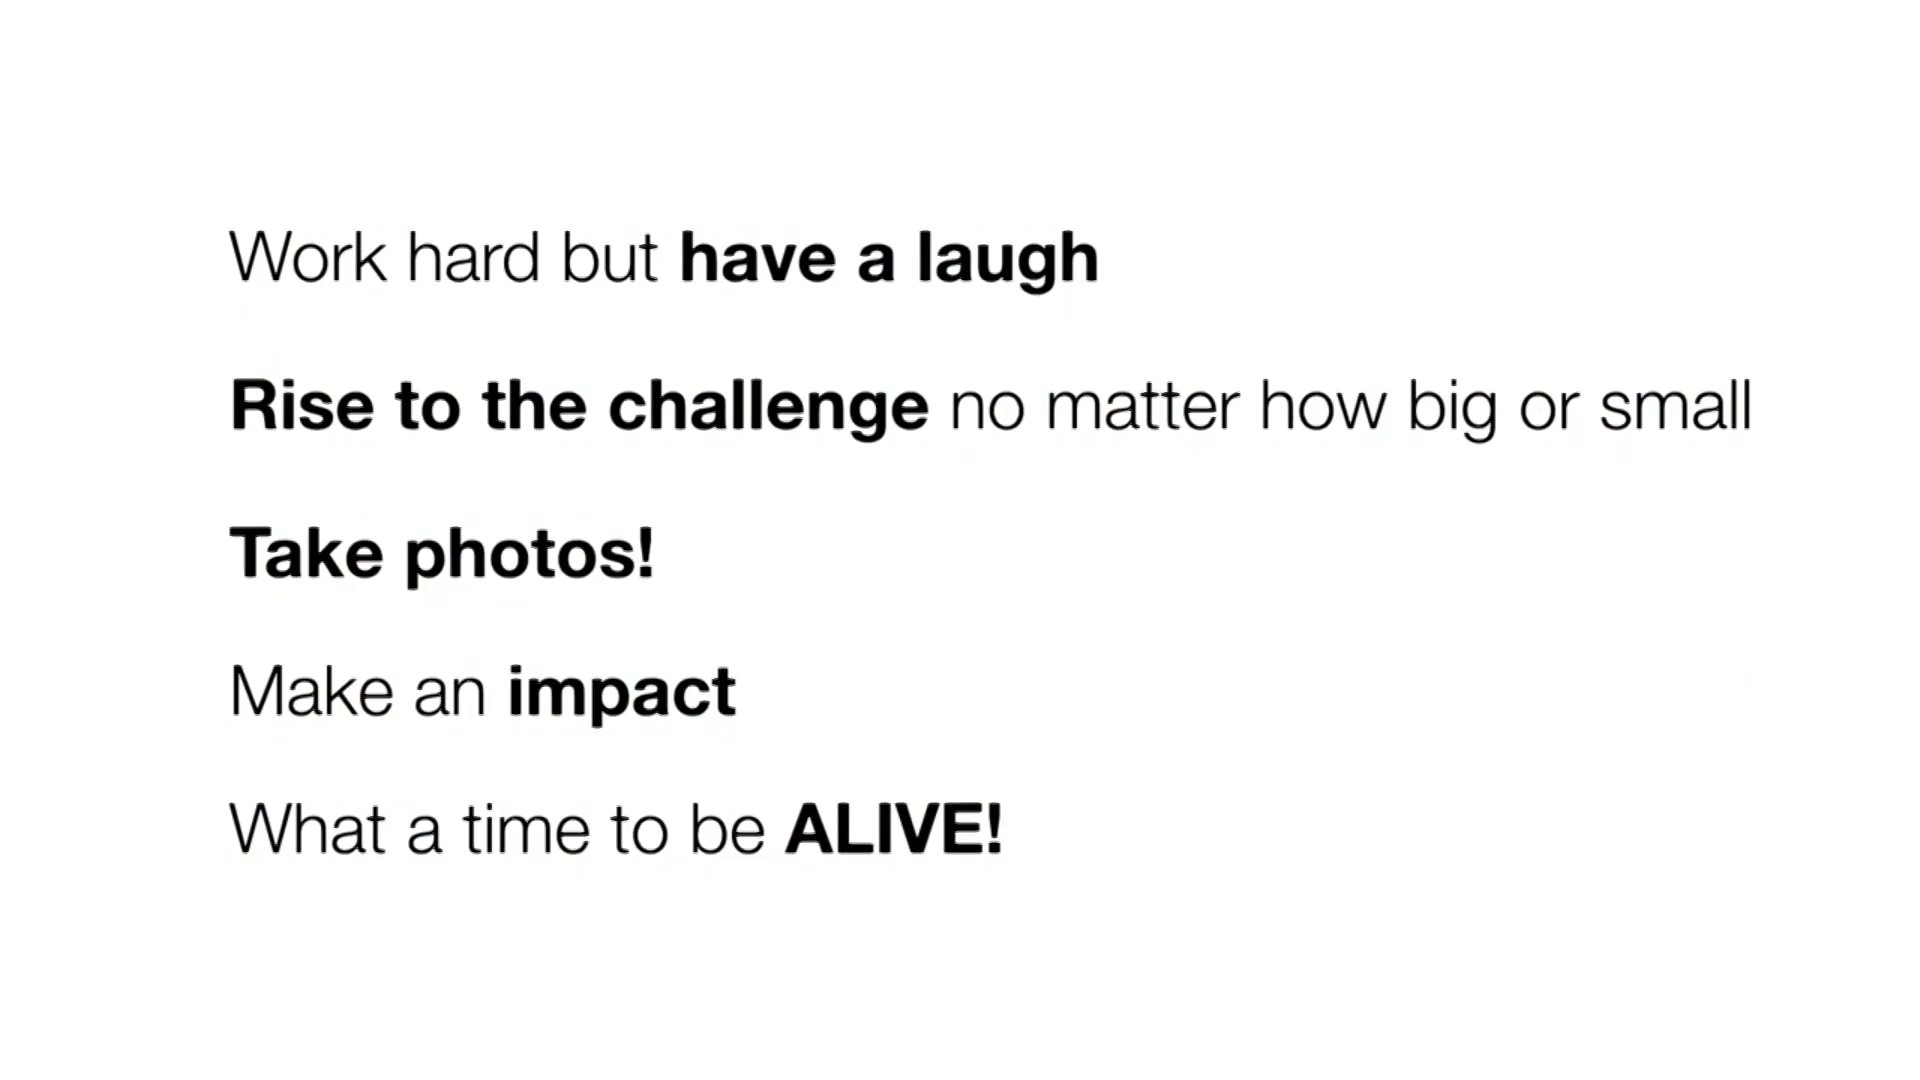 Work hard but have a laugh
Rise to the challenge no matter how big or small
Take photos!
Make an impact
What a time to be ALIVE!